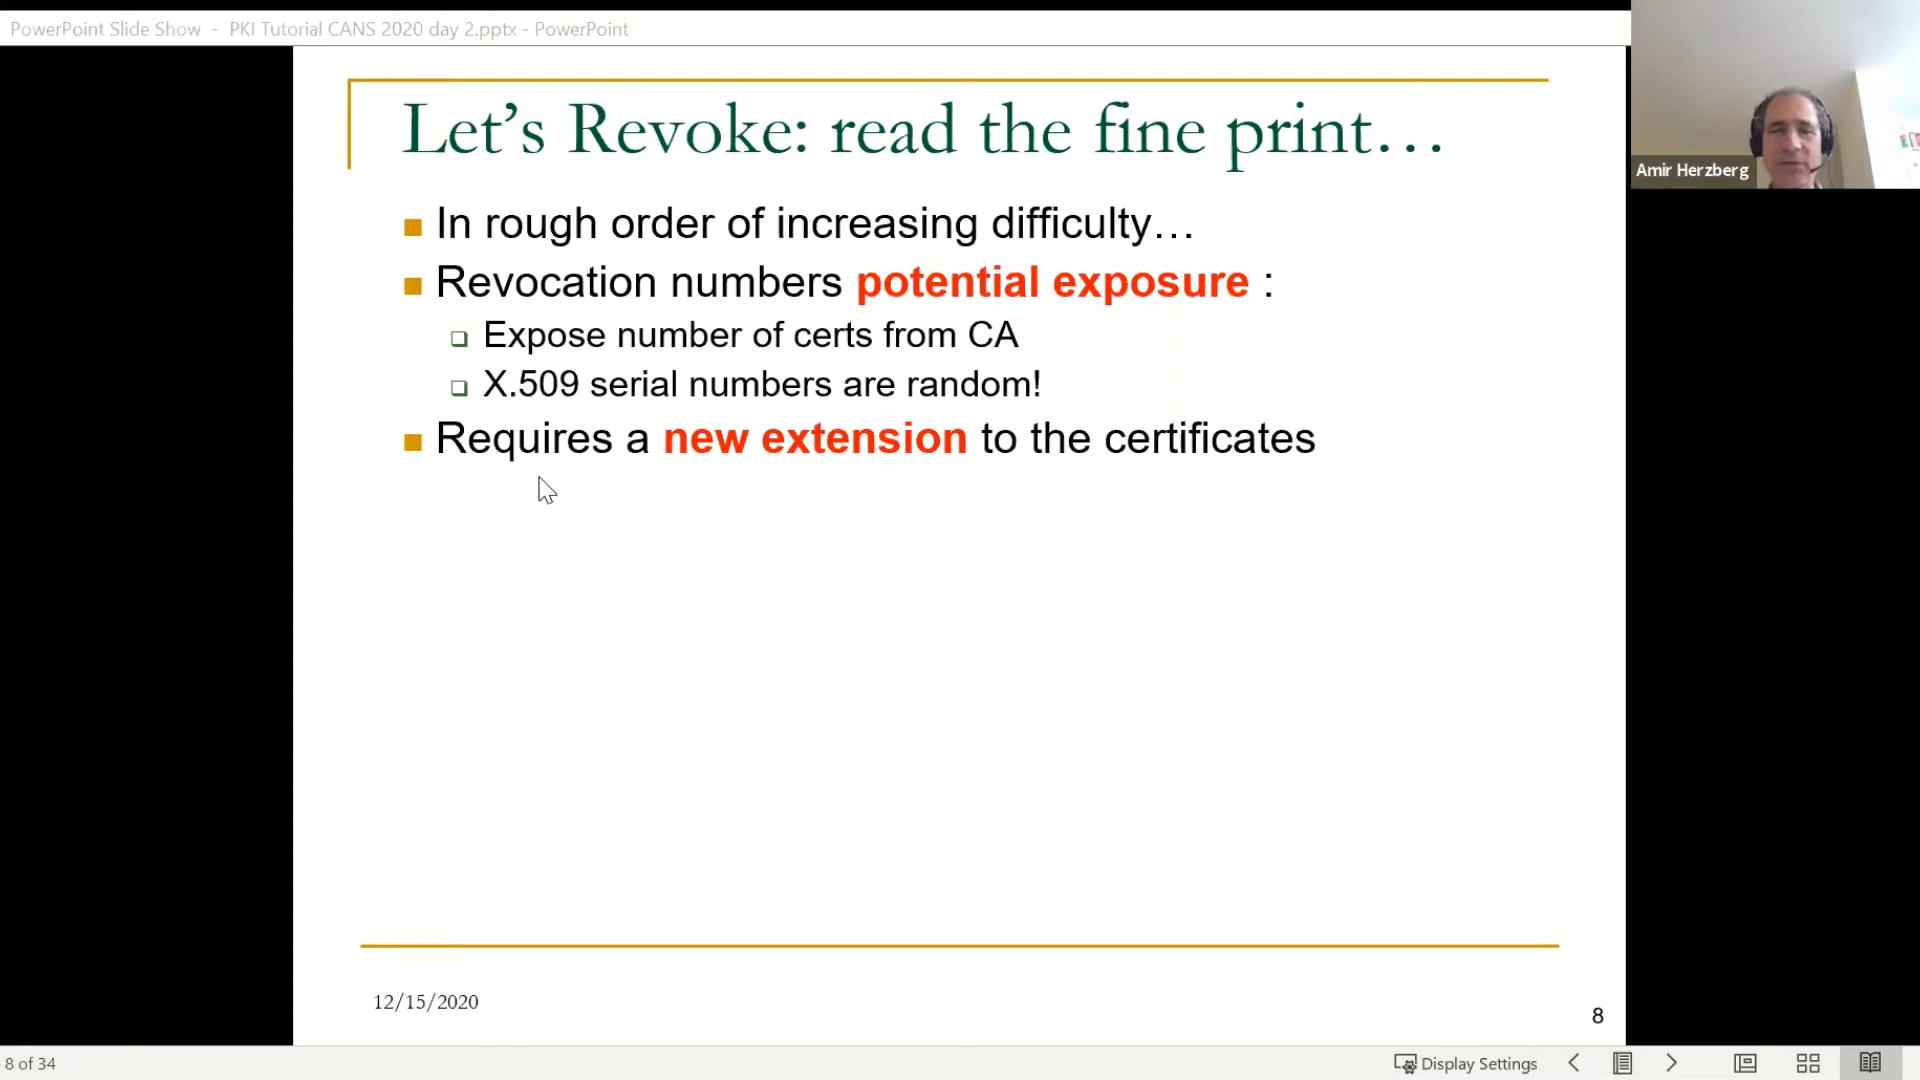 PowerPoint Slide Show - PKI Tutorial CANS 2020 day 2.pptx - PowerPoint
Let's Revoke: read the fine print…
In rough order of increasing difficulty…
Revocation numbers potential exposure :
Expose number of certs from CA
X.509 serial numbers are random!
Requires a new extension to the certificates
Amir Herzberg
12/15/2020
8
8 of 34
Display Settings